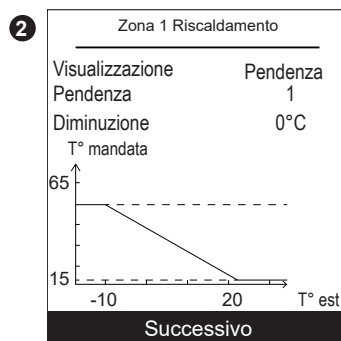 2
Zona 1 Riscaldamento
Visualizzazione Pendenza
Pendenza 1
Diminuzione 0°C
T° mandata
65
15
-10 20 T° est
Successivo